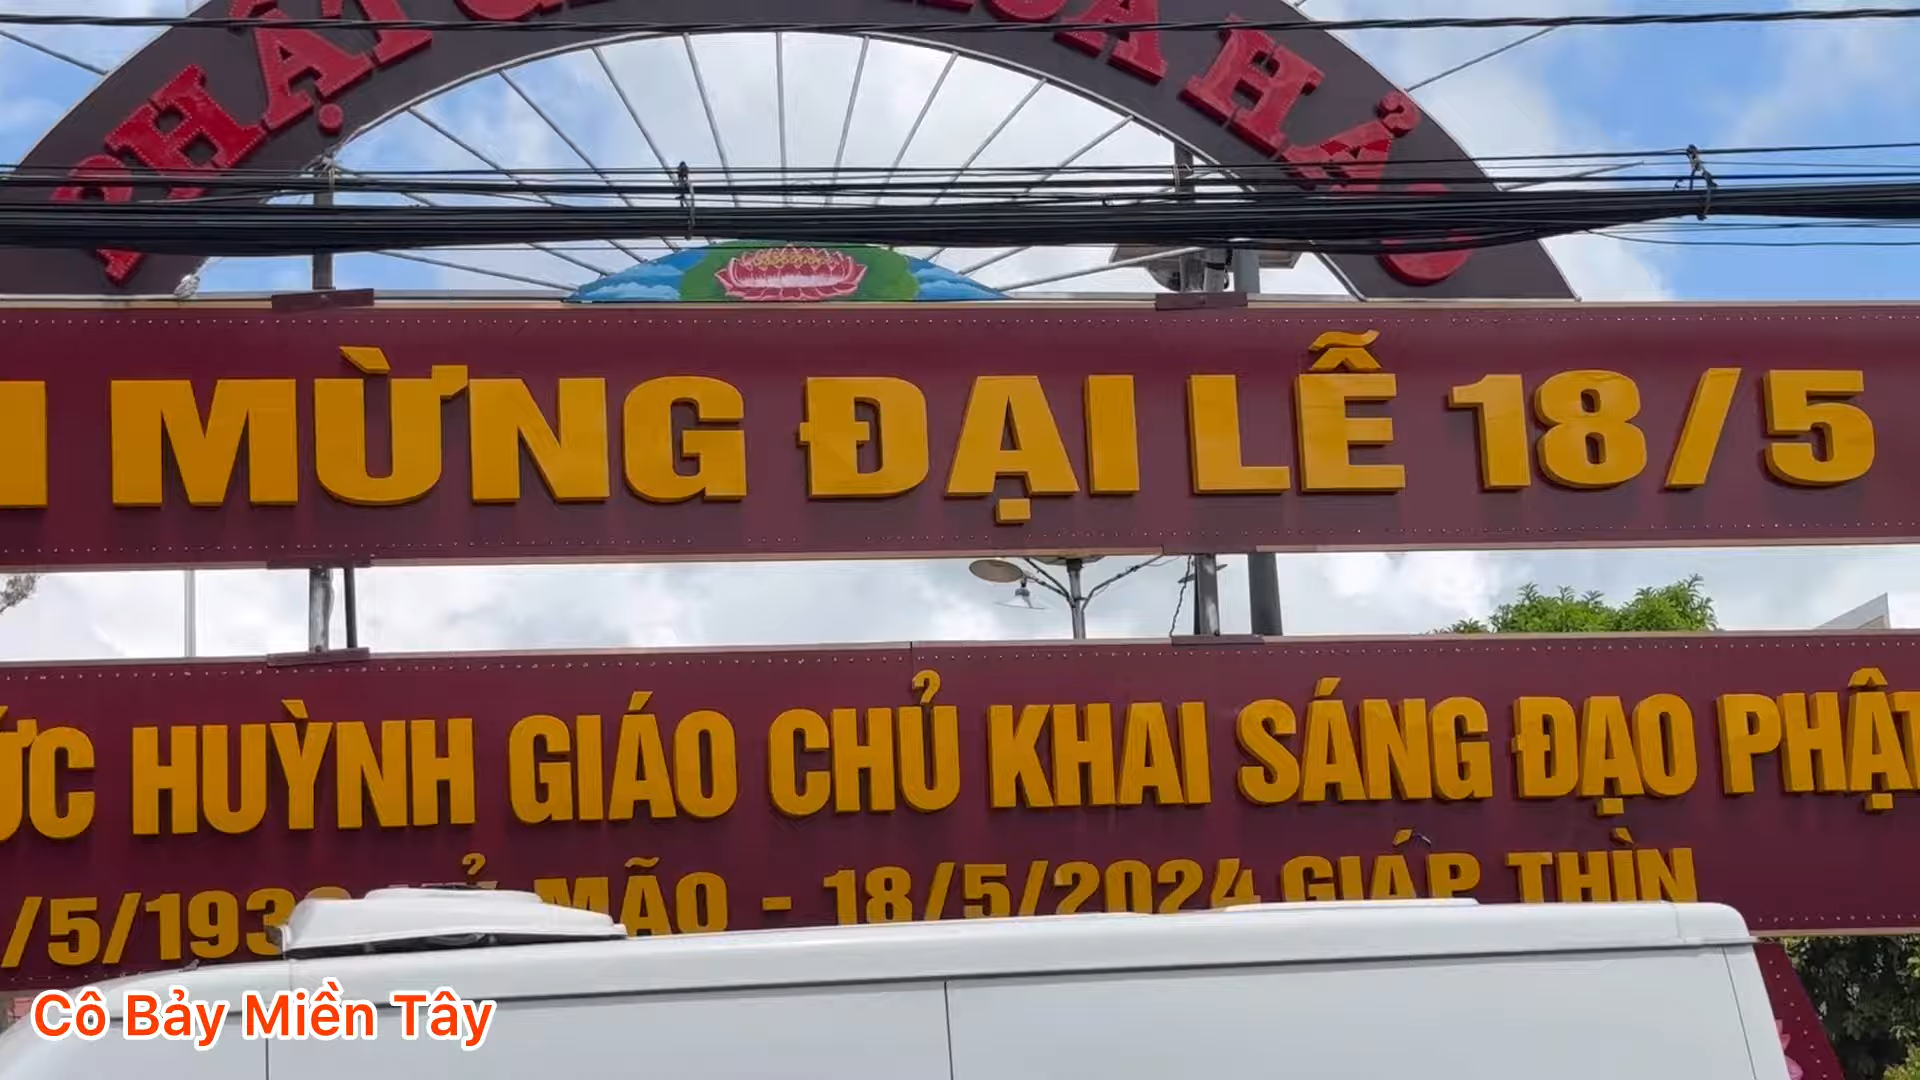 PHẬT HÒA HẢO
MỪNG ĐẠI LỄ 18/5
HUỲNH GIÁO CHỦ KHAI SÁNG ĐẠO PHẬT
/5/193 MÃO - 18/5/2024 GIÁP THÌN
Cô Bảy Miền Tây